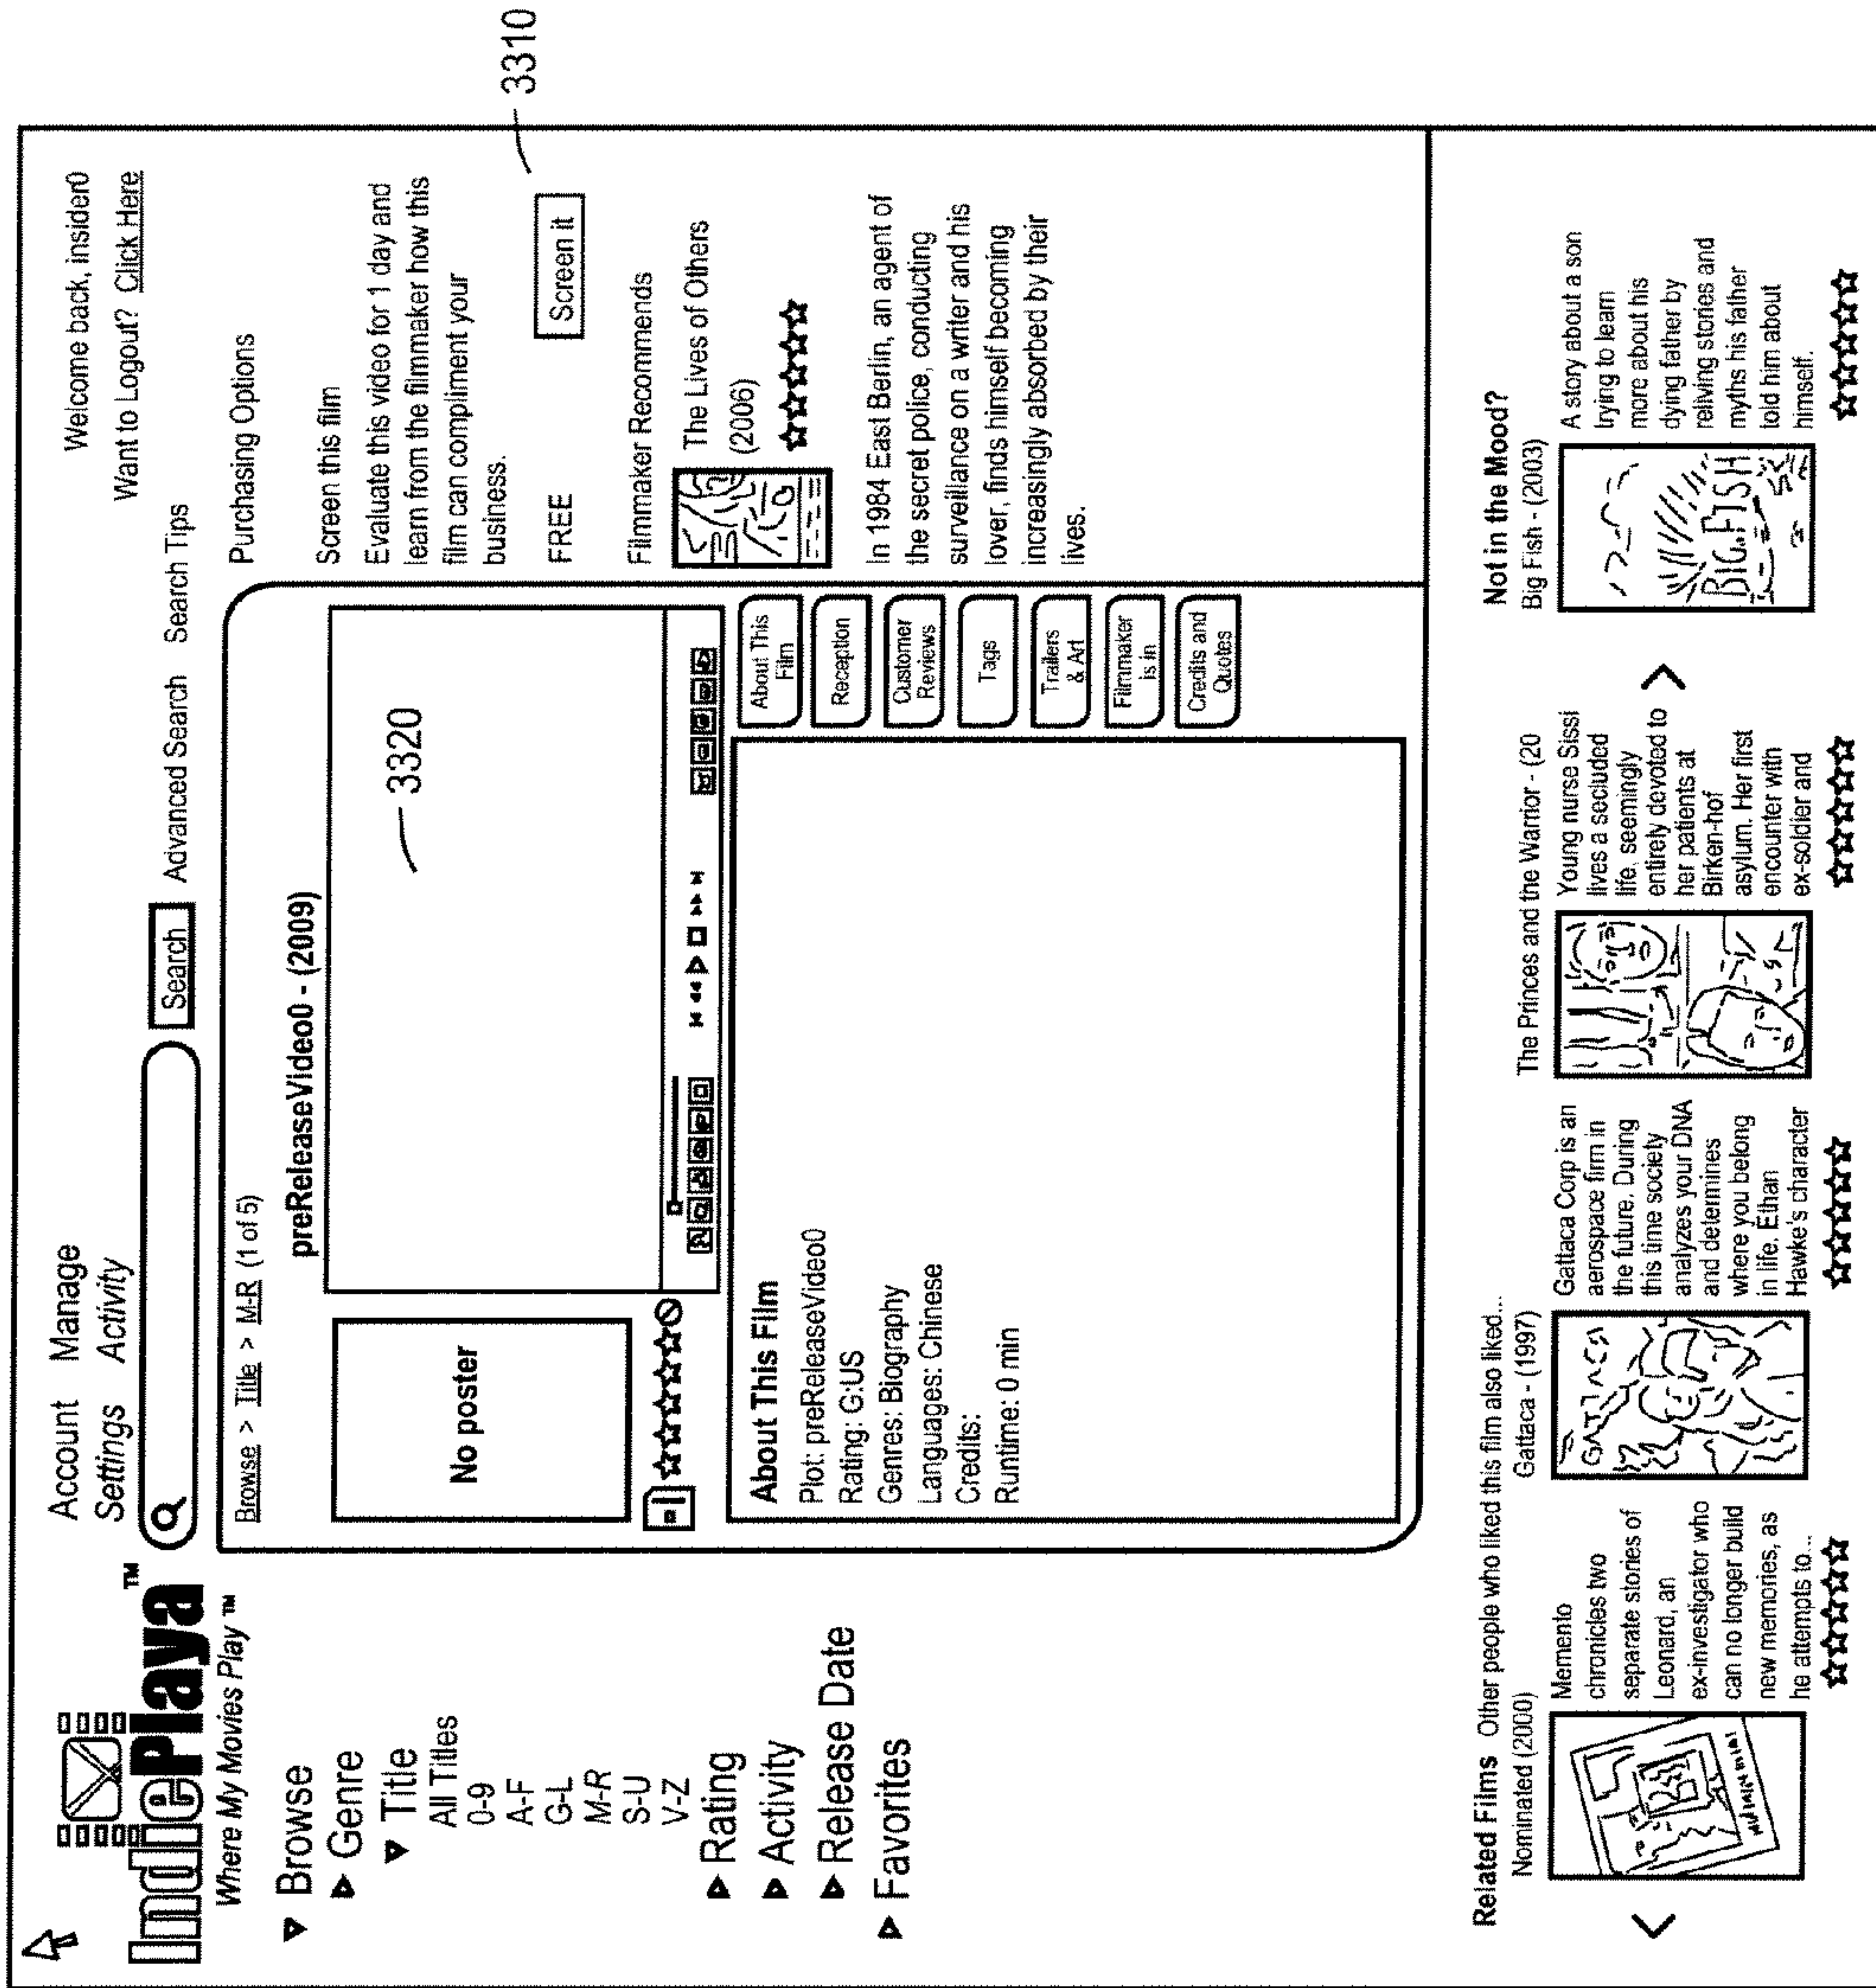 Welcome back, insider0
Want to Logout? Click Here
Account Settings
Manage Activity
IndiePlaya™
Where My Movies Play™
Search
Advanced Search
Search Tips
Browse
Genre
Title
All Titles
0-9
A-F
G-L
M-R
S-U
V-Z
Rating
Activity
Release Date
Favorites
Browse > Title > M-R (1 of 5)
preReleaseVideo0 - (2009)
No poster
3320
About This Film
Plot: preReleaseVideo0
Rating: G:US
Genres: Biography
Languages: Chinese
Credits:
Runtime: 0 min
About This
Film
Reception
Customer
Reviews
Tags
Trailers
& Art
Filmmaker
is in
Credits and
Quotes
Purchasing Options
Screen this film
Evaluate this video for 1 day and
learn from the filmmaker how this
film can compliment your
business.
FREE
Screen it
3310
Filmmaker Recommends
The Lives of Others
(2006)
In 1984 East Berlin, an agent of
the secret police, conducting
surveillance on a writer and his
lover, finds himself becoming
increasingly absorbed by their
lives.
Related Films Other people who liked this film also liked...
Nominated (2000)
Memento
chronicles two
separate stories of
Leonard, an
ex-investigator who
can no longer build
new memories, as
he attempts to...
Gattaca - (1997)
GATTACA
Gattaca Corp is an
aerospace firm in
the future. During
this time society
analyzes your DNA
and determines
where you belong
in life. Ethan
Hawke's character
The Princes and the Warrior - (20
Young nurse Sissi
lives a secluded
life, seemingly
entirely devoted to
her patients at
Birken-hof
asylum. Her first
encounter with
ex-soldier and
Not in the Mood?
Big Fish - (2003)
BIG FISH
A story about a son
trying to learn
more about his
dying father by
reliving stories and
myths his father
told him about
himself.